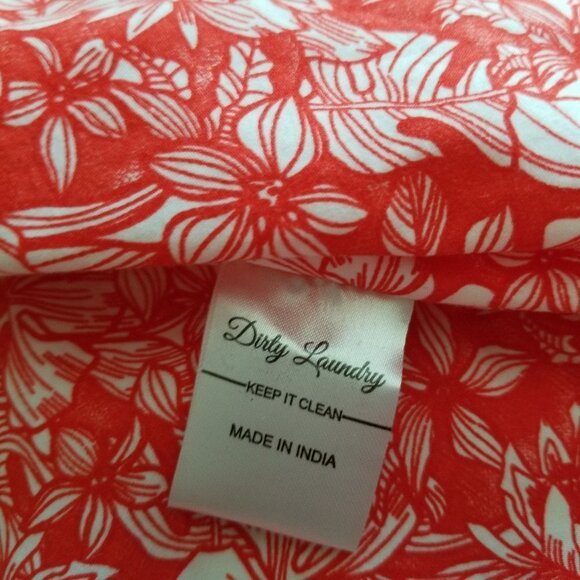 Dirty Laundry
KEEP IT CLEAN
MADE IN INDIA